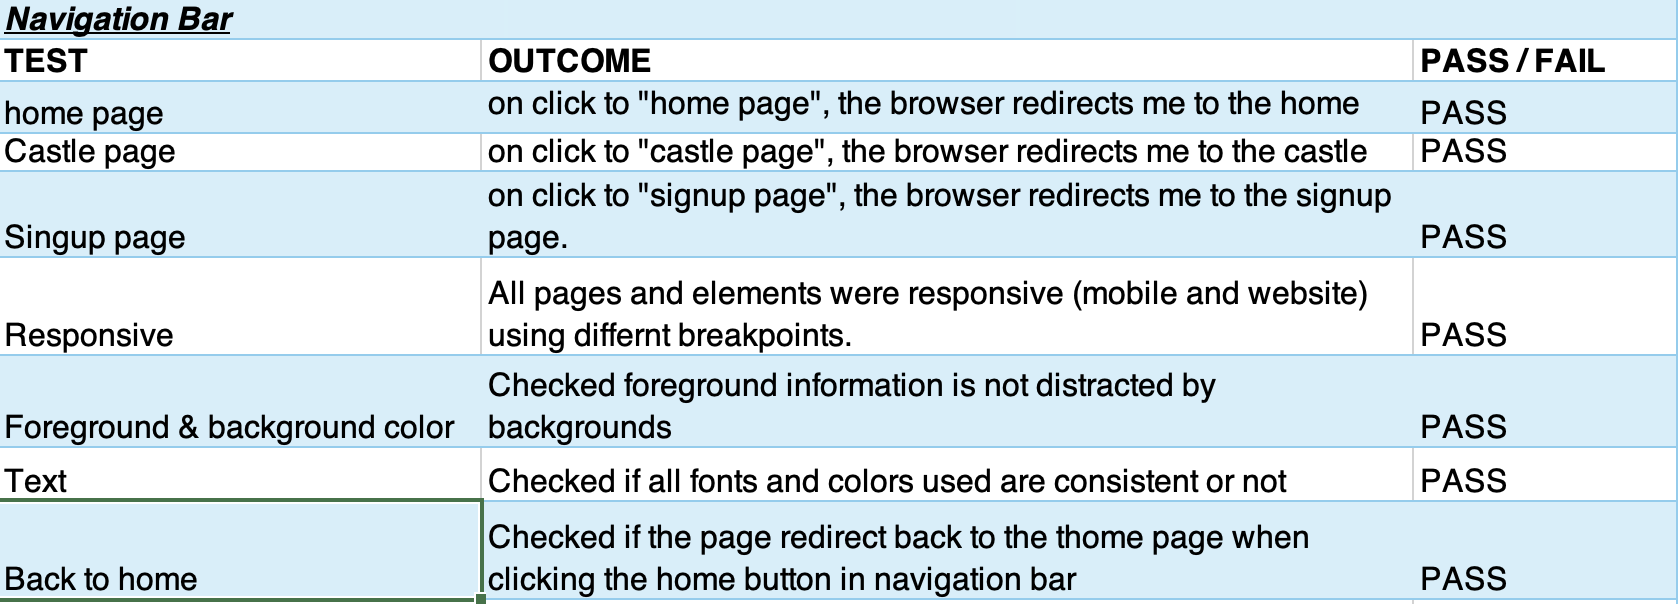 Navigation Bar
TEST OUTCOME PASS / FAIL
home page on click to "home page", the browser redirects me to the home PASS
Castle page on click to "castle page", the browser redirects me to the castle PASS
on click to "signup page", the browser redirects me to the signup
Singup page page. PASS
All pages and elements were responsive (mobile and website)
Responsive using differnt breakpoints. PASS
Checked foreground information is not distracted by
Foreground & background color backgrounds PASS
Text Checked if all fonts and colors used are consistent or not PASS
Checked if the page redirect back to the thome page when
Back to home clicking the home button in navigation bar PASS